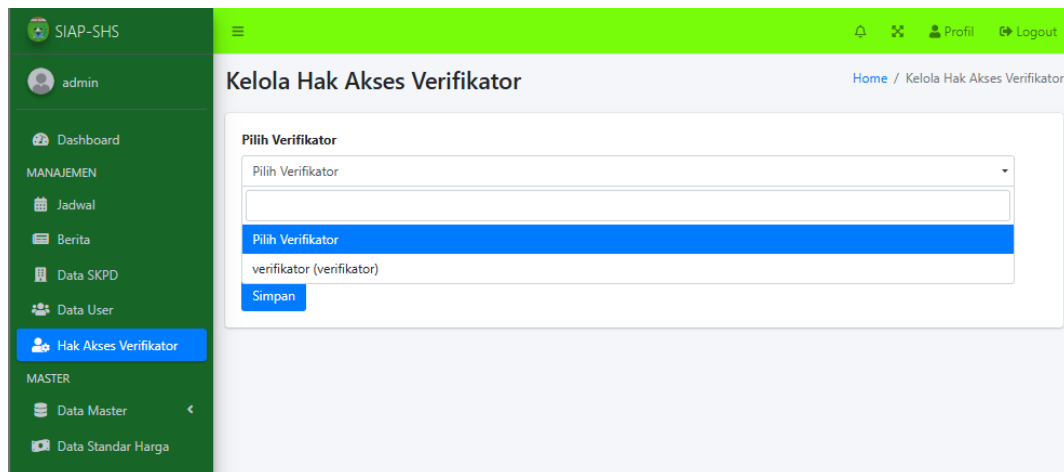 SIAP-SHS
Profil
Logout
admin
Kelola Hak Akses Verifikator
Home / Kelola Hak Akses Verifikator
Dashboard
MANAJEMEN
Jadwal
Berita
Data SKPD
Data User
Hak Akses Verifikator
MASTER
Data Master
Data Standar Harga
Pilih Verifikator
Pilih Verifikator
Pilih Verifikator
verifikator (verifikator)
Simpan